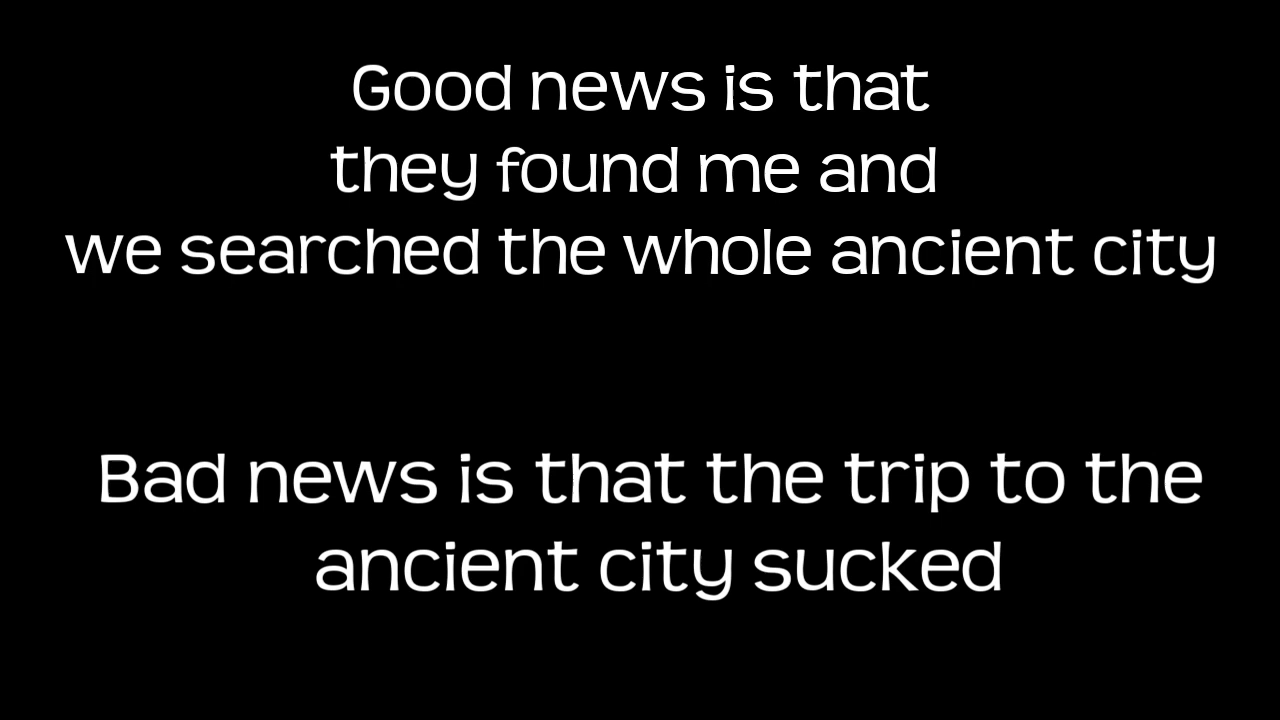 Good news is that
they found me and
we searched the whole ancient city
Bad news is that the trip to the
ancient city sucked